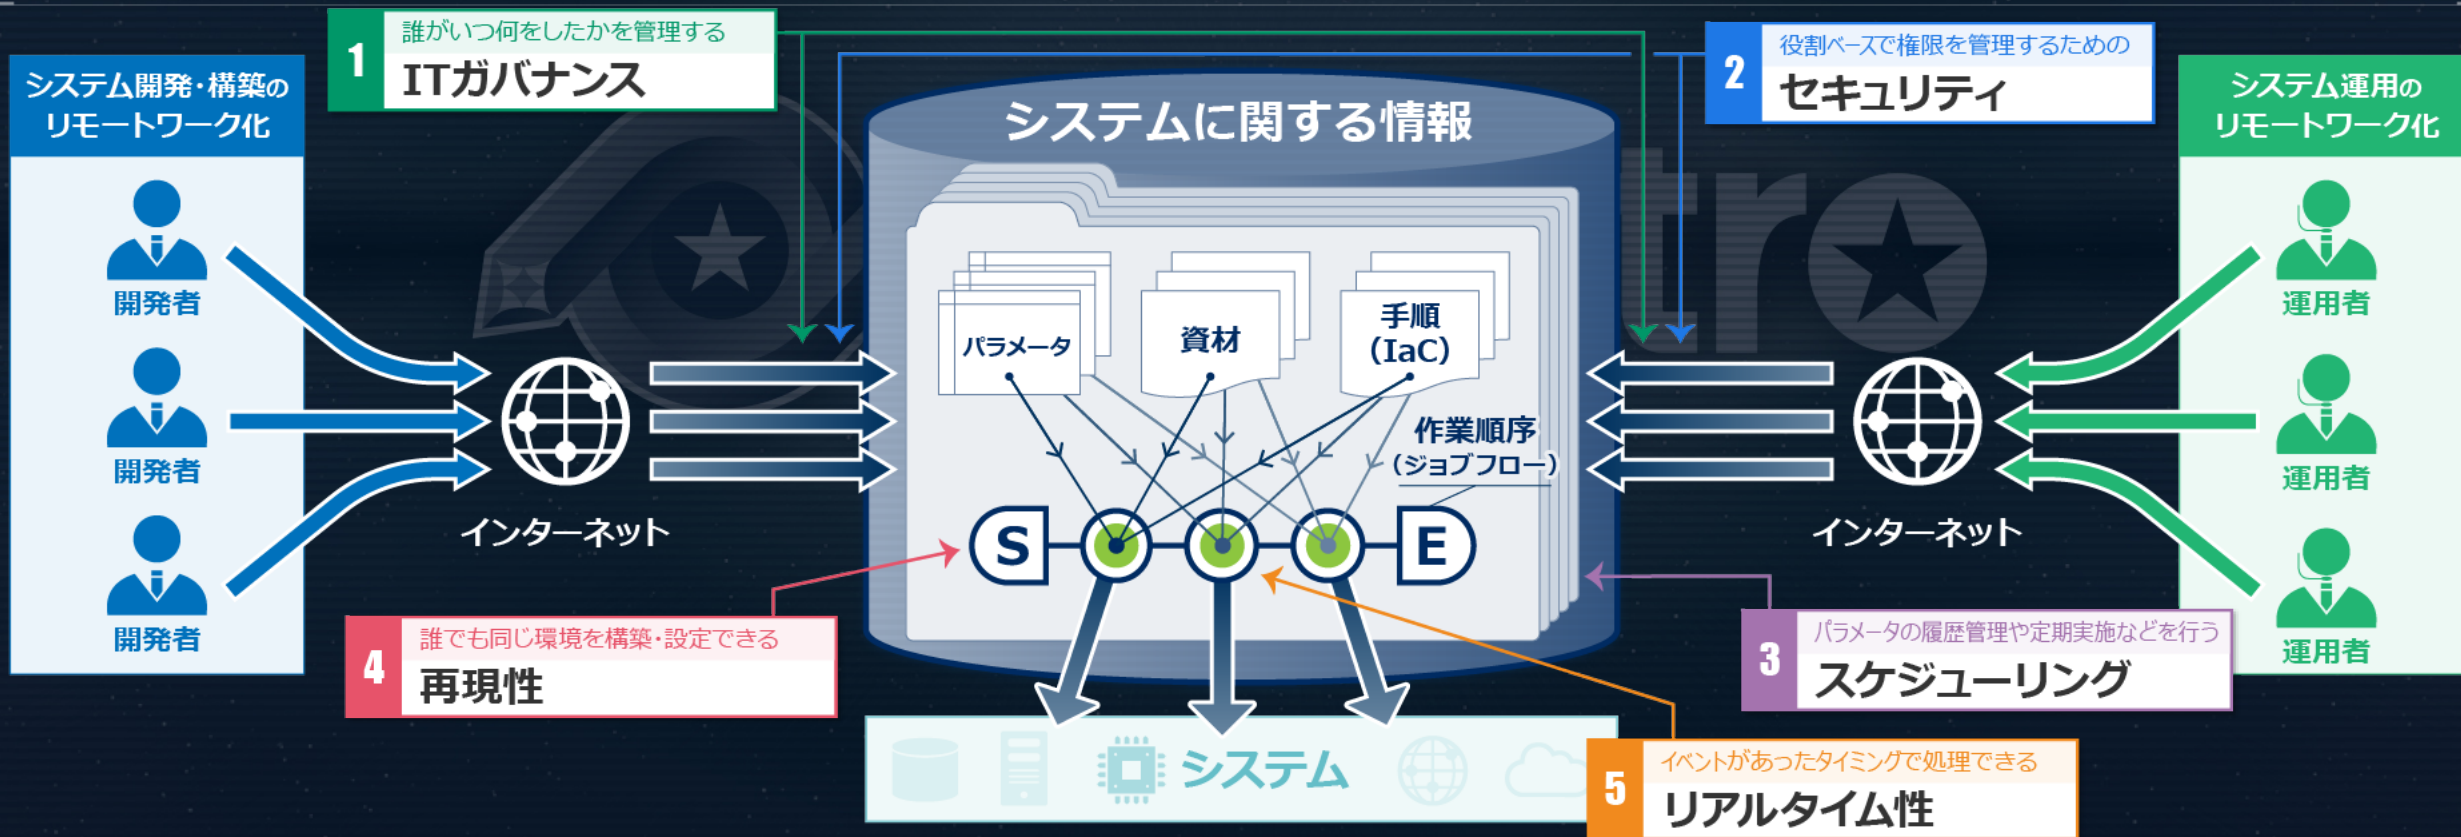 1
誰がいつ何をしたかを管理する
ITガバナンス
2
役割ベースで権限を管理するための
セキュリティ
システム開発・構築の
リモートワーク化
開発者
開発者
開発者
インターネット
システムに関する情報
パラメータ
資材
手順
(IaC)
作業順序
(ジョブフロー)
S
E
tro
システム運用の
リモートワーク化
運用者
運用者
運用者
インターネット
4
誰でも同じ環境を構築・設定できる
再現性
3
パラメータの履歴管理や定期実施などを行う
スケジューリング
システム
5
イベントがあったタイミングで処理できる
リアルタイム性